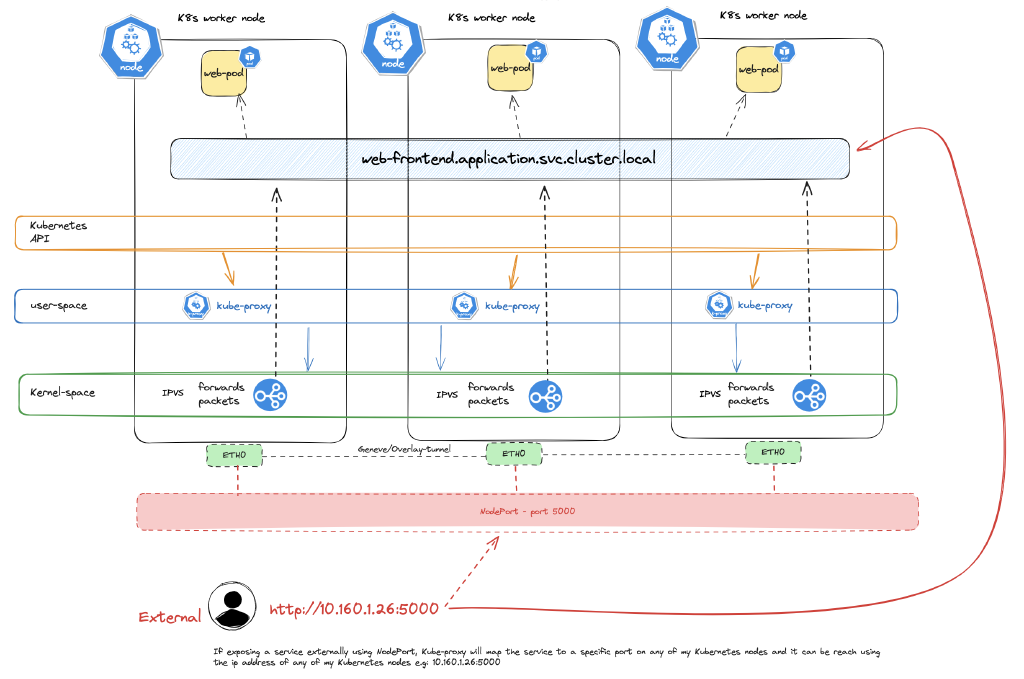 K8s worker node
K8s worker node
K8s worker node
node
node
node
web-pod
web-pod
web-pod
pod
pod
pod
web-frontend.application.svc.cluster.local
Kubernetes
API
user-space
kube-proxy
kube-proxy
kube-proxy
Kernel-space
IPVS
forwards
packets
IPVS
forwards
packets
IPVS
forwards
packets
ETH0
Geneve/Overlay-tunnel
ETH0
ETH0
NodePort - port 5000
External
http://10.160.1.26:5000
If exposing a service externally using NodePort, Kube-proxy will map the service to a specific port on any of my Kubernetes nodes and it can be reach using
the ip address of any of my Kubernetes nodes e.g: 10.160.1.26:5000